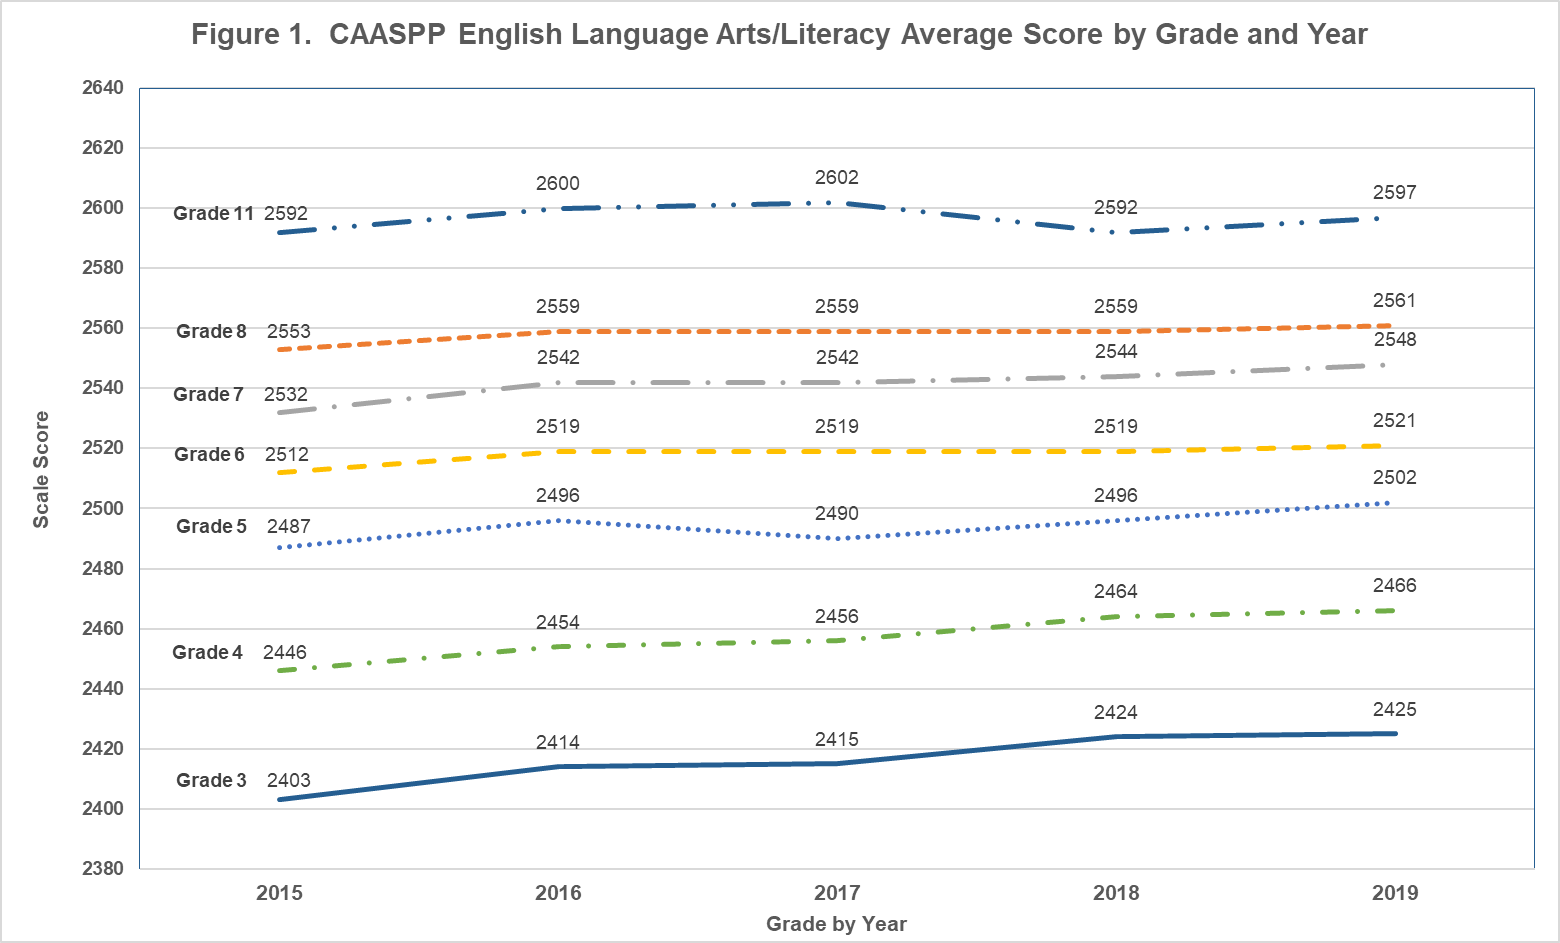 Figure 1.  CAASPP English Language Arts/Literacy Average Score by Grade and Year
2640
2620
2600
2580
2560
2540
2520
2500
2480
2460
2440
2420
2400
2380
Scale Score
Grade 11 2592 2600 2602 2592 2597
Grade 8 2553 2559 2559 2559 2561
Grade 7 2532 2542 2542 2544 2548
Grade 6 2512 2519 2519 2519 2521
Grade 5 2487 2496 2490 2496 2502
Grade 4 2446 2454 2456 2464 2466
Grade 3 2403 2414 2415 2424 2425
2015 2016 2017 2018 2019
Grade by Year